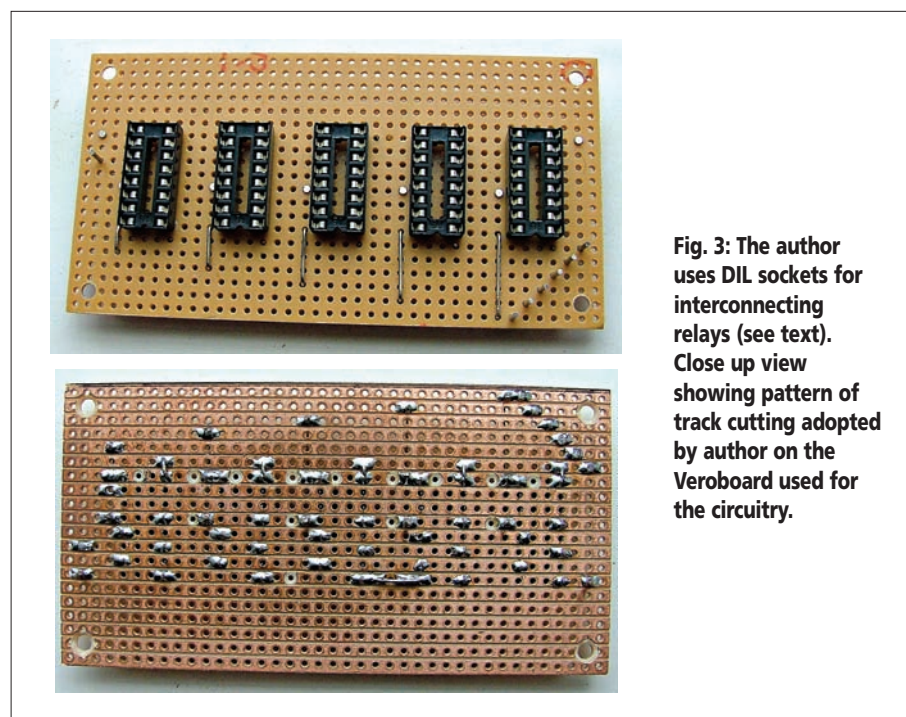 Fig. 3: The author
uses DIL sockets for
interconnecting
relays (see text).
Close up view
showing pattern of
track cutting adopted
by author on the
Veroboard used for
the circuitry.